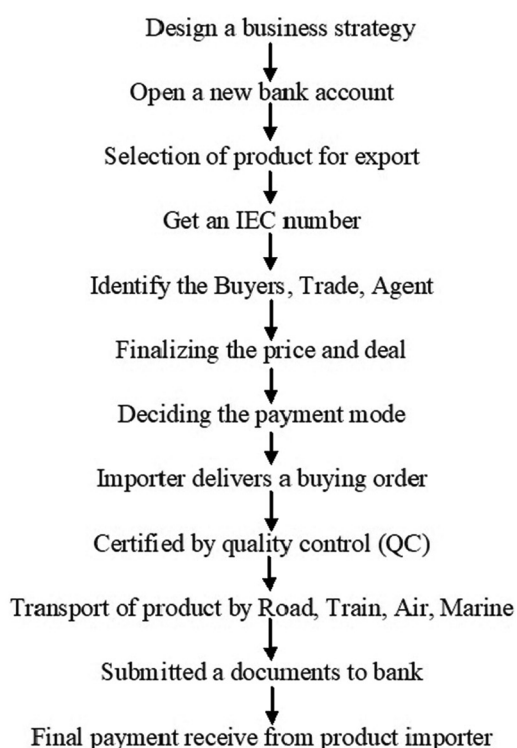 Design a business strategy
Open a new bank account
Selection of product for export
Get an IEC number
Identify the Buyers, Trade, Agent
Finalizing the price and deal
Deciding the payment mode
Importer delivers a buying order
Certified by quality control (QC)
Transport of product by Road, Train, Air, Marine
Submitted a documents to bank
Final payment receive from product importer